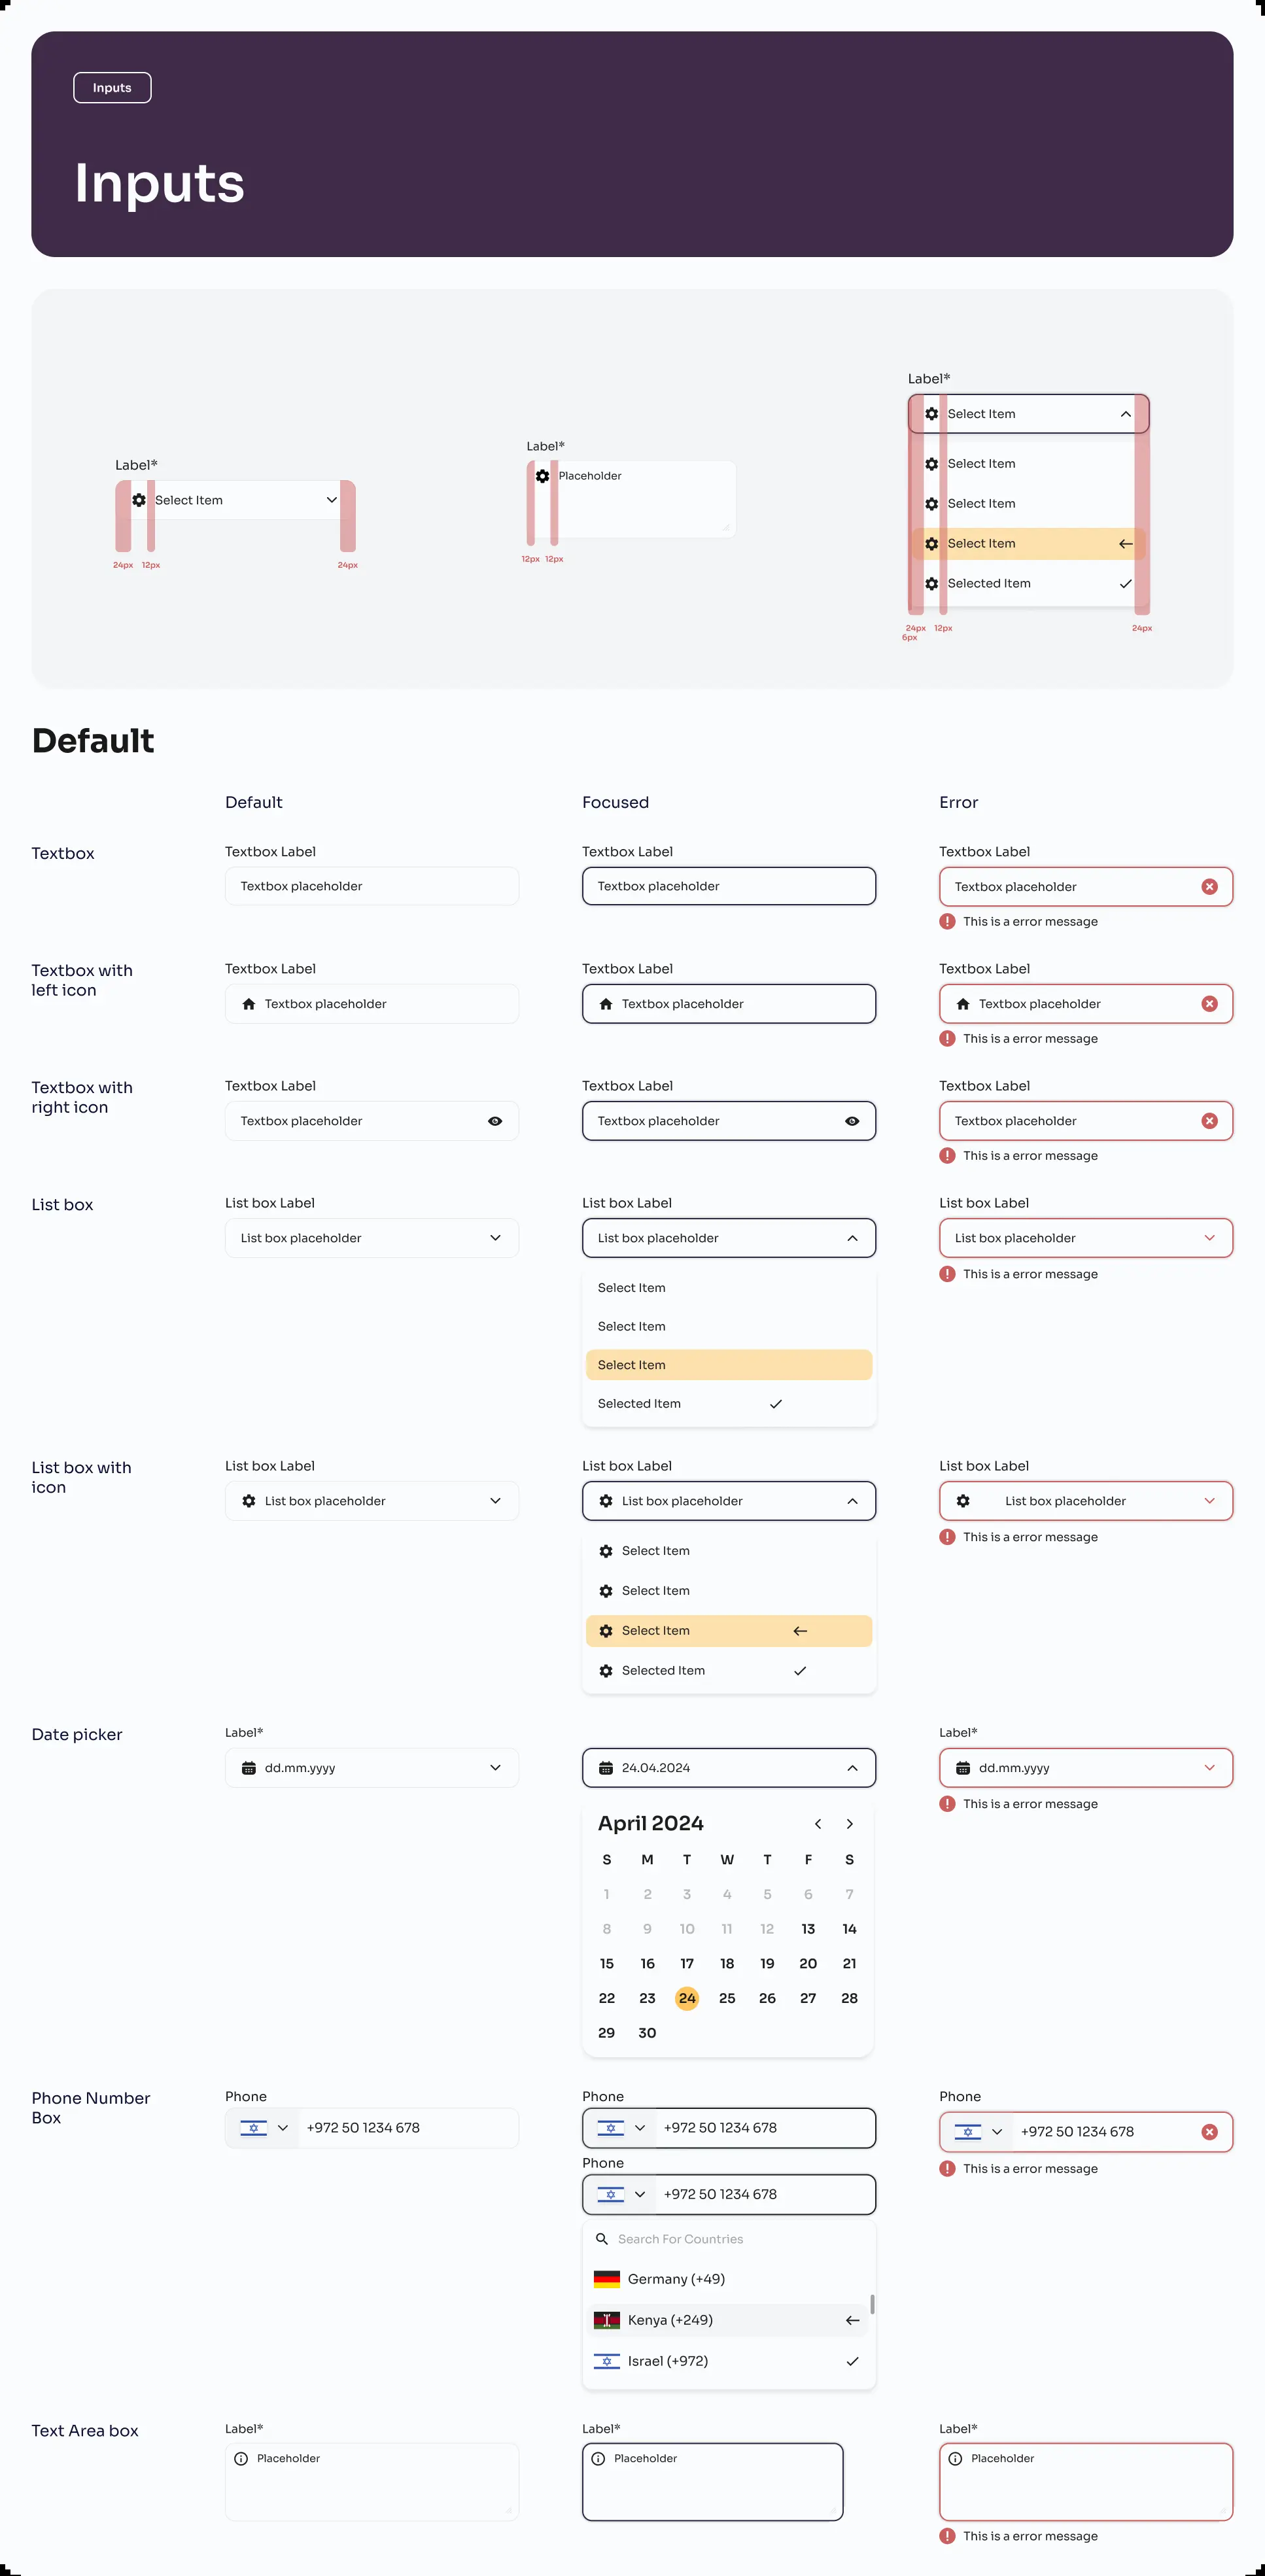 Inputs
Inputs
Label*
Select Item
24px 12px 24px
Label*
Placeholder
12px 12px
Label*
Select Item
Select Item
Select Item
Select Item
Selected Item
24px 12px 24px
6px
Default
Default Focused Error
Textbox
Textbox Label Textbox Label Textbox Label
Textbox placeholder Textbox placeholder Textbox placeholder
This is a error message
Textbox with
left icon
Textbox Label Textbox Label Textbox Label
Textbox placeholder Textbox placeholder Textbox placeholder
This is a error message
Textbox with
right icon
Textbox Label Textbox Label Textbox Label
Textbox placeholder Textbox placeholder Textbox placeholder
This is a error message
List box
List box Label List box Label List box Label
List box placeholder List box placeholder List box placeholder
This is a error message
Select Item
Select Item
Select Item
Selected Item
List box with
icon
List box Label List box Label List box Label
List box placeholder List box placeholder List box placeholder
This is a error message
Select Item
Select Item
Select Item
Selected Item
Date picker
Label* Label*
dd.mm.yyyy 24.04.2024 dd.mm.yyyy
This is a error message
April 2024
S M T W T F S
1 2 3 4 5 6 7
8 9 10 11 12 13 14
15 16 17 18 19 20 21
22 23 24 25 26 27 28
29 30
Phone Number
Box
Phone Phone Phone
+972 50 1234 678 +972 50 1234 678 +972 50 1234 678
This is a error message
Phone
+972 50 1234 678
Search For Countries
Germany (+49)
Kenya (+249)
Israel (+972)
Text Area box
Label* Label* Label*
Placeholder Placeholder Placeholder
This is a error message